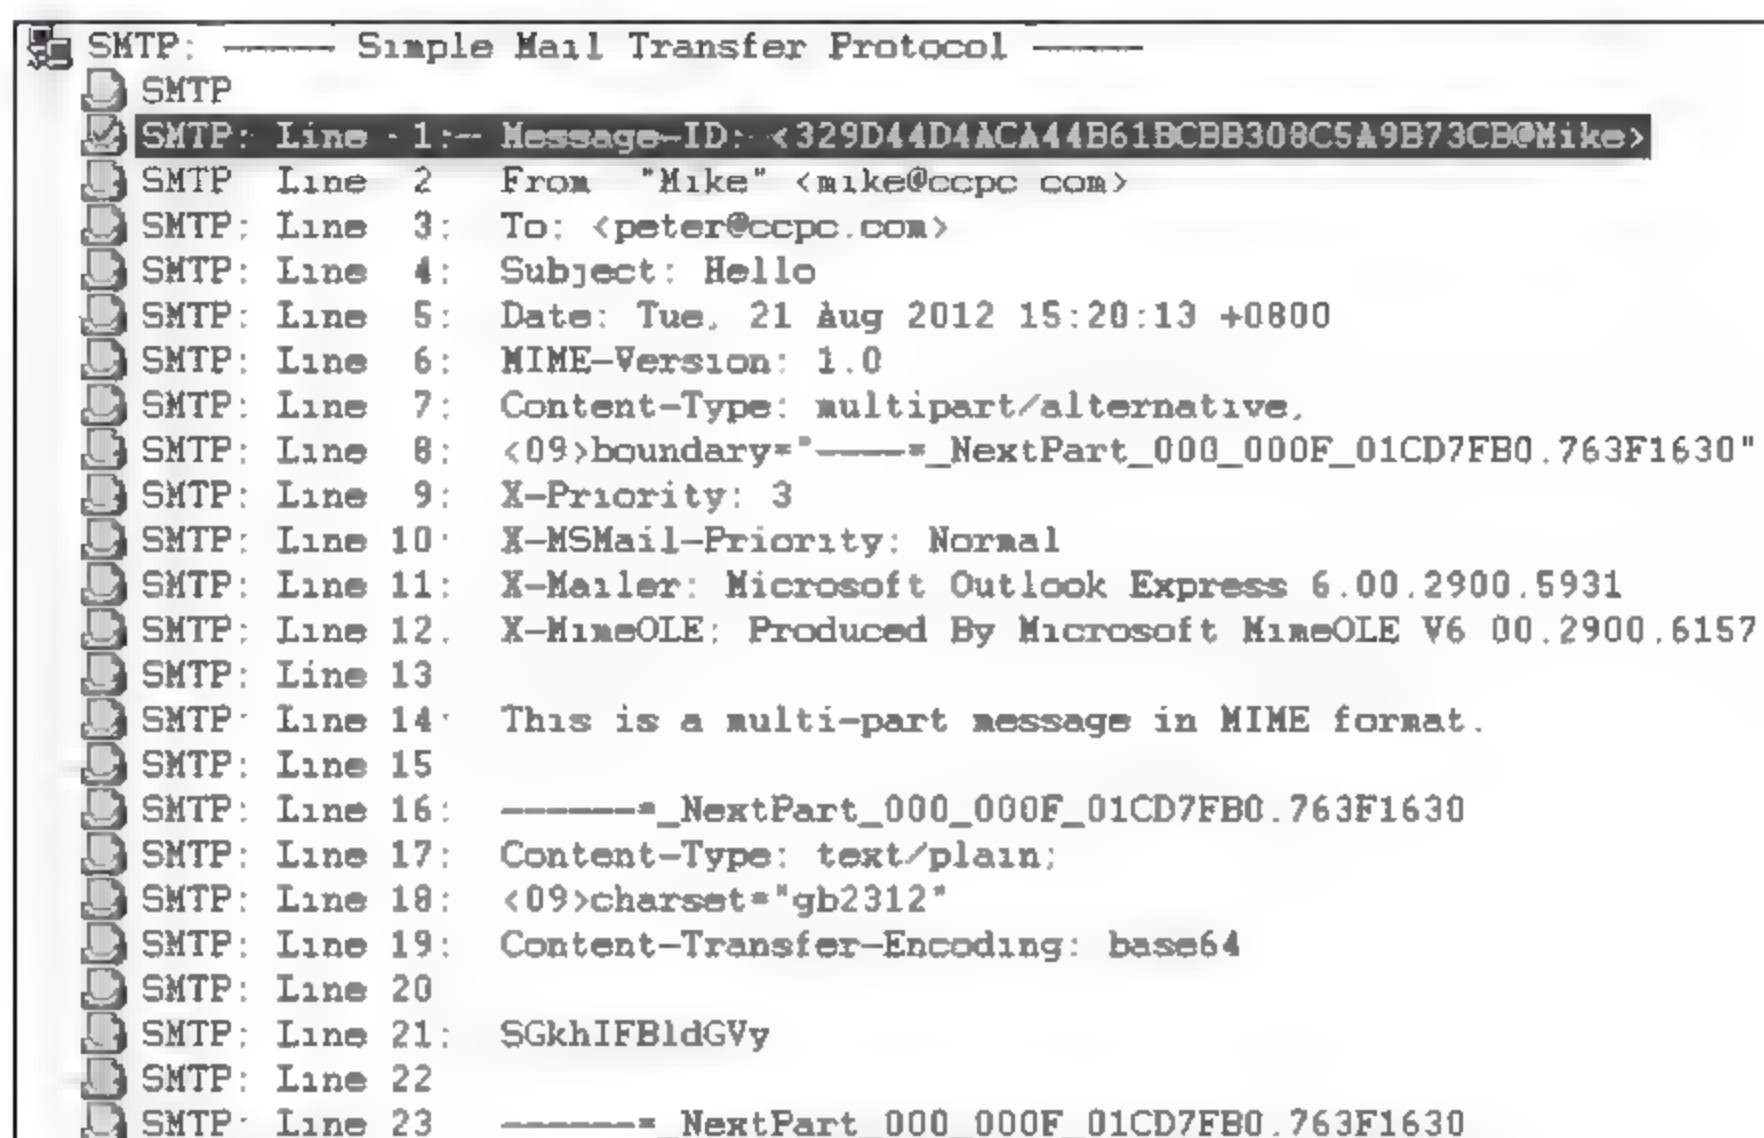 SMTP: ----- Simple Mail Transfer Protocol -----
SMTP
SMTP: Line · 1:-- Message-ID: <329D44D4ACA44B61BCBB308C5A9B73CB@Mike>
SMTP Line 2 From "Mike" <mike@ccpc com>
SMTP: Line 3: To: <peter@ccpc.com>
SMTP: Line 4: Subject: Hello
SMTP: Line 5: Date: Tue, 21 Aug 2012 15:20:13 +0800
SMTP: Line 6: MIME-Version: 1.0
SMTP: Line 7: Content-Type: multipart/alternative,
SMTP: Line 8: <09>boundary="----=_NextPart_000_000F_01CD7FB0.763F1630"
SMTP: Line 9: X-Priority: 3
SMTP: Line 10· X-MSMail-Priority: Normal
SMTP: Line 11: X-Mailer: Microsoft Outlook Express 6.00.2900.5931
SMTP: Line 12. X-MimeOLE: Produced By Microsoft MimeOLE V6 00.2900.6157
SMTP: Line 13
SMTP· Line 14· This is a multi-part message in MIME format.
SMTP: Line 15
SMTP: Line 16: ------=_NextPart_000_000F_01CD7FB0.763F1630
SMTP: Line 17: Content-Type: text/plain;
SMTP: Line 18: <09>charset="gb2312"
SMTP: Line 19: Content-Transfer-Encoding: base64
SMTP: Line 20
SMTP: Line 21: SGkhIFBldGVy
SMTP: Line 22
SMTP· Line 23 ------=_NextPart_000_000F_01CD7FB0.763F1630